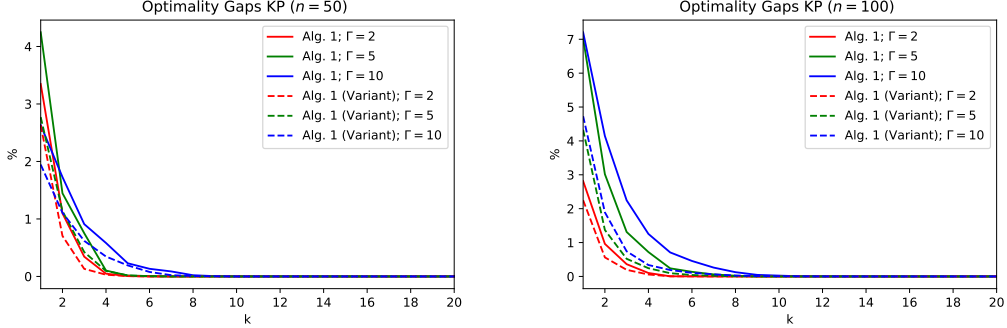 Optimality Gaps KP (n = 50)
4
3
2
1
0
%
2 4 6 8 10 12 14 16 18 20
k
Alg. 1; Γ = 2
Alg. 1; Γ = 5
Alg. 1; Γ = 10
Alg. 1 (Variant); Γ = 2
Alg. 1 (Variant); Γ = 5
Alg. 1 (Variant); Γ = 10
Optimality Gaps KP (n = 100)
7
6
5
4
3
2
1
0
%
2 4 6 8 10 12 14 16 18 20
k
Alg. 1; Γ = 2
Alg. 1; Γ = 5
Alg. 1; Γ = 10
Alg. 1 (Variant); Γ = 2
Alg. 1 (Variant); Γ = 5
Alg. 1 (Variant); Γ = 10